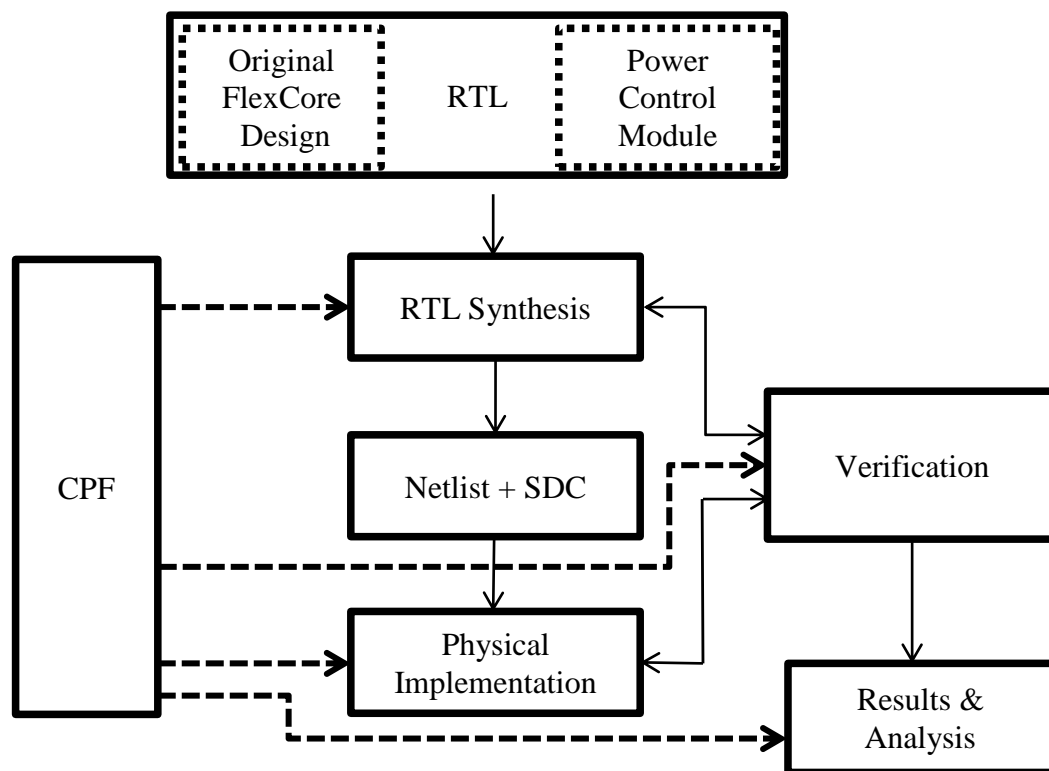 Original
FlexCore
Design
RTL
Power
Control
Module
RTL Synthesis
CPF
Netlist + SDC
Verification
Physical
Implementation
Results &
Analysis